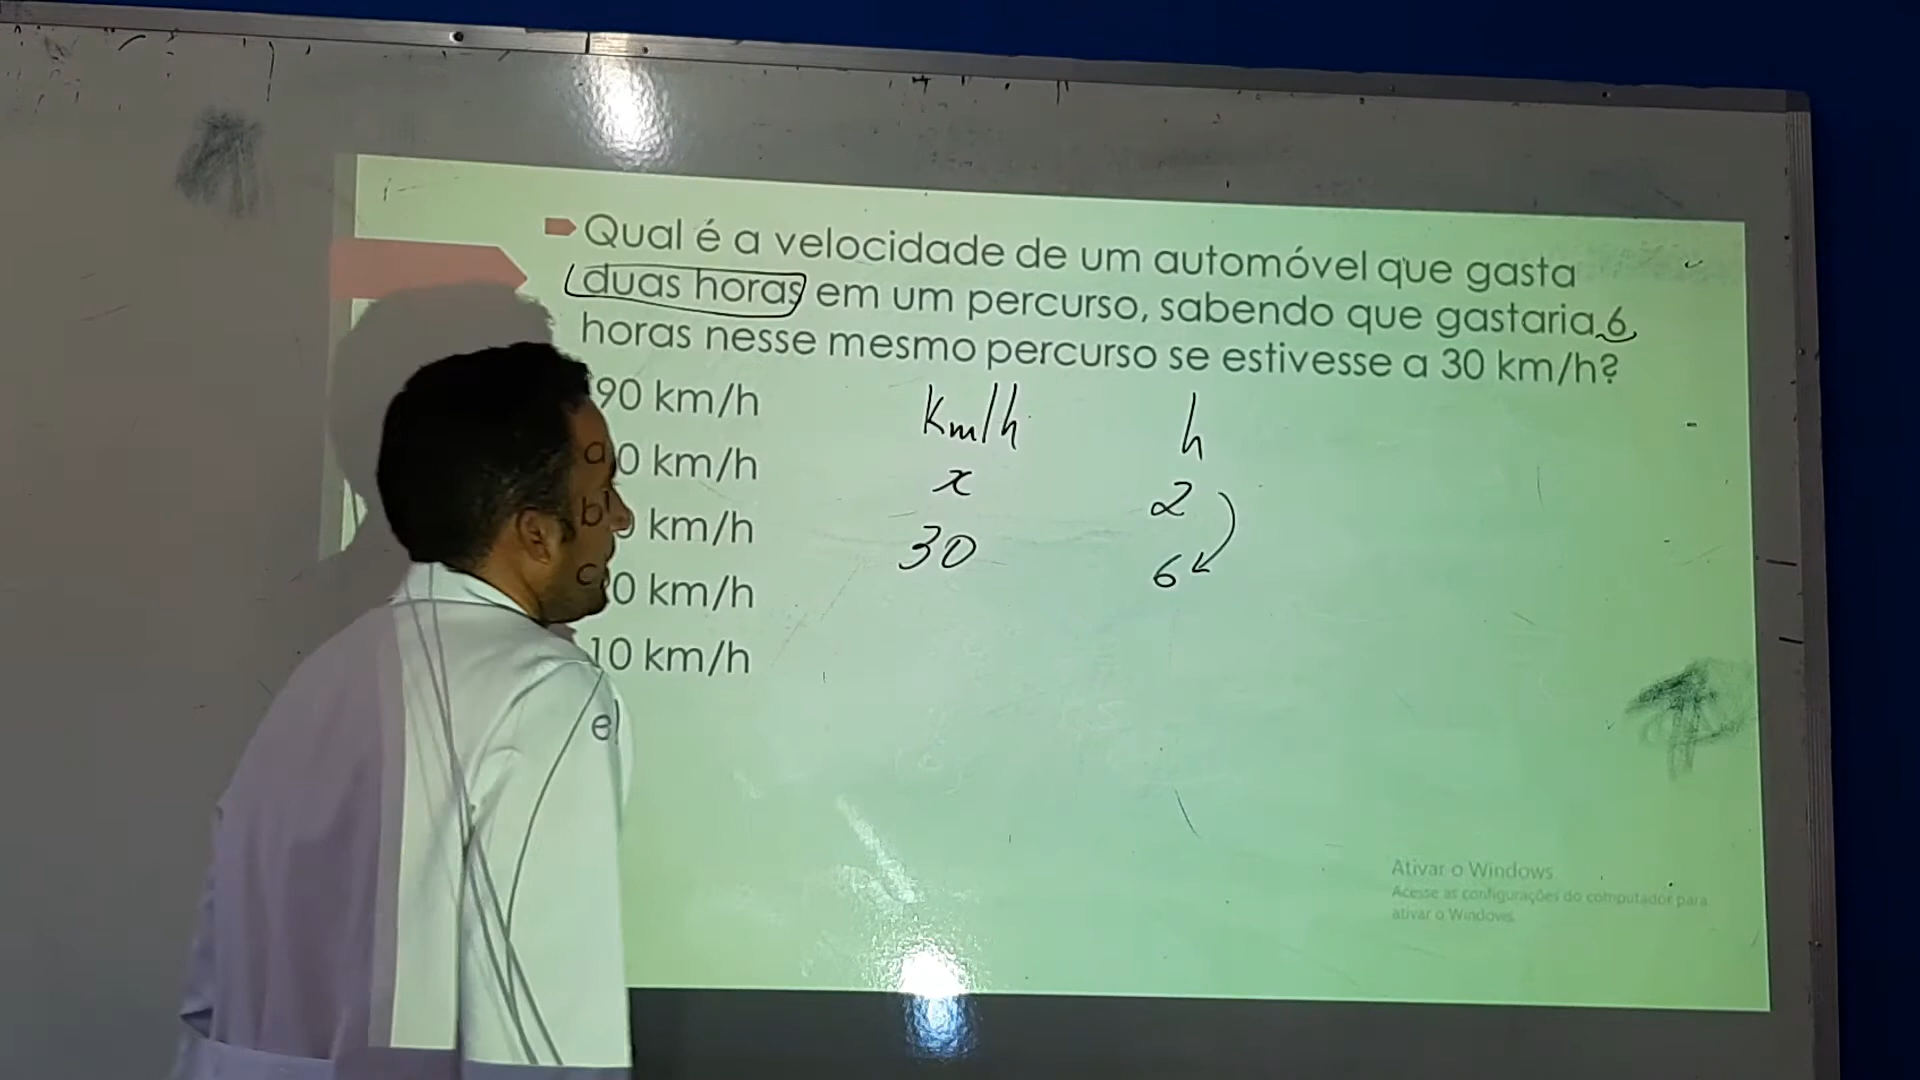 Qual é a velocidade de um automóvel que gasta
duas horas em um percurso, sabendo que gastaria 6
horas nesse mesmo percurso se estivesse a 30 km/h?
90 km/h
a 0 km/h
b) km/h
c 0 km/h
10 km/h
e)
Km/h h
x 2
30 6
Ativar o Windows
Acesse as configurações do computador para
ativar o Windows.